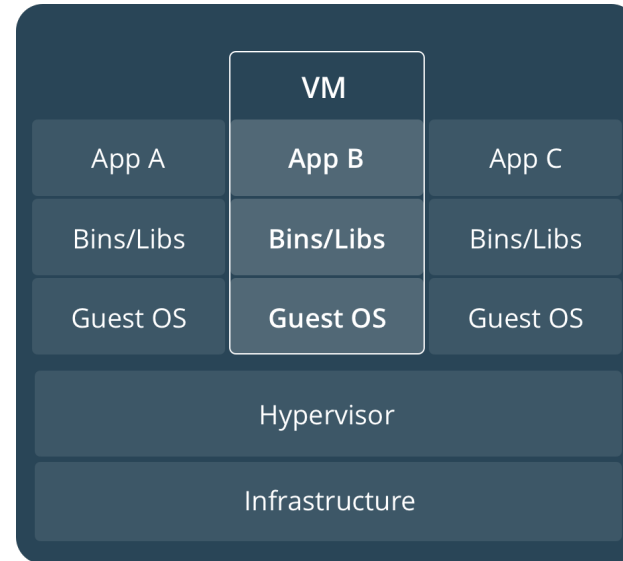 VM
App A App B App C
Bins/Libs Bins/Libs Bins/Libs
Guest OS Guest OS Guest OS
Hypervisor
Infrastructure